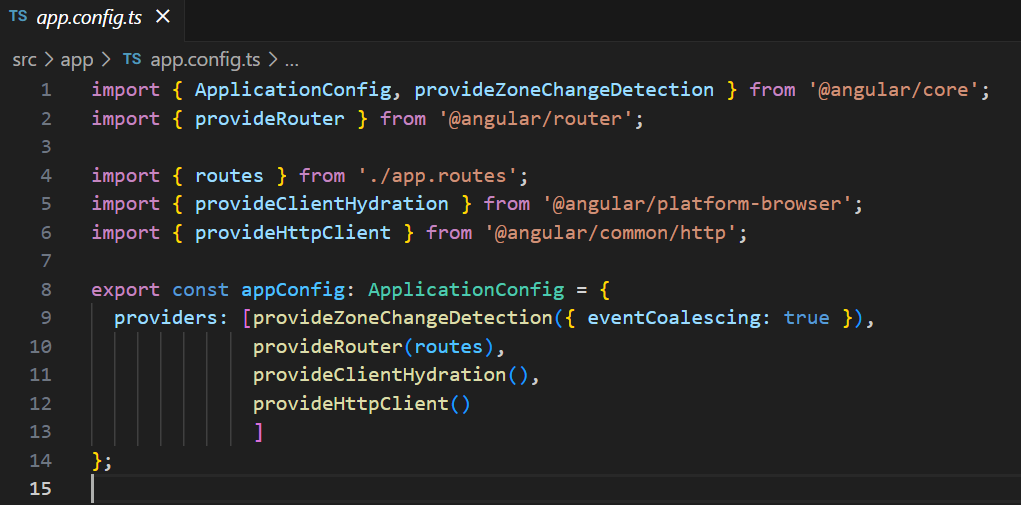 TS app.config.ts ×
src > app > TS app.config.ts > ...
1 import { ApplicationConfig, provideZoneChangeDetection } from '@angular/core';
2 import { provideRouter } from '@angular/router';
3
4 import { routes } from './app.routes';
5 import { provideClientHydration } from '@angular/platform-browser';
6 import { provideHttpClient } from '@angular/common/http';
7
8 export const appConfig: ApplicationConfig = {
9   providers: [provideZoneChangeDetection({ eventCoalescing: true }),
10               provideRouter(routes),
11               provideClientHydration(),
12               provideHttpClient()
13               ]
14 };
15